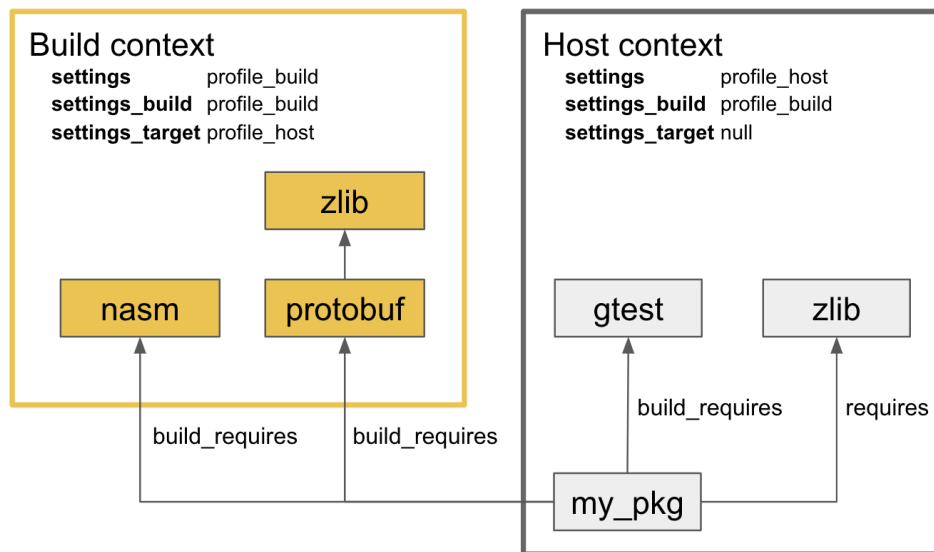 Build context
settings profile_build
settings_build profile_build
settings_target profile_host
zlib
nasm
protobuf
build_requires
build_requires
Host context
settings profile_host
settings_build profile_build
settings_target null
gtest
zlib
build_requires
requires
my_pkg